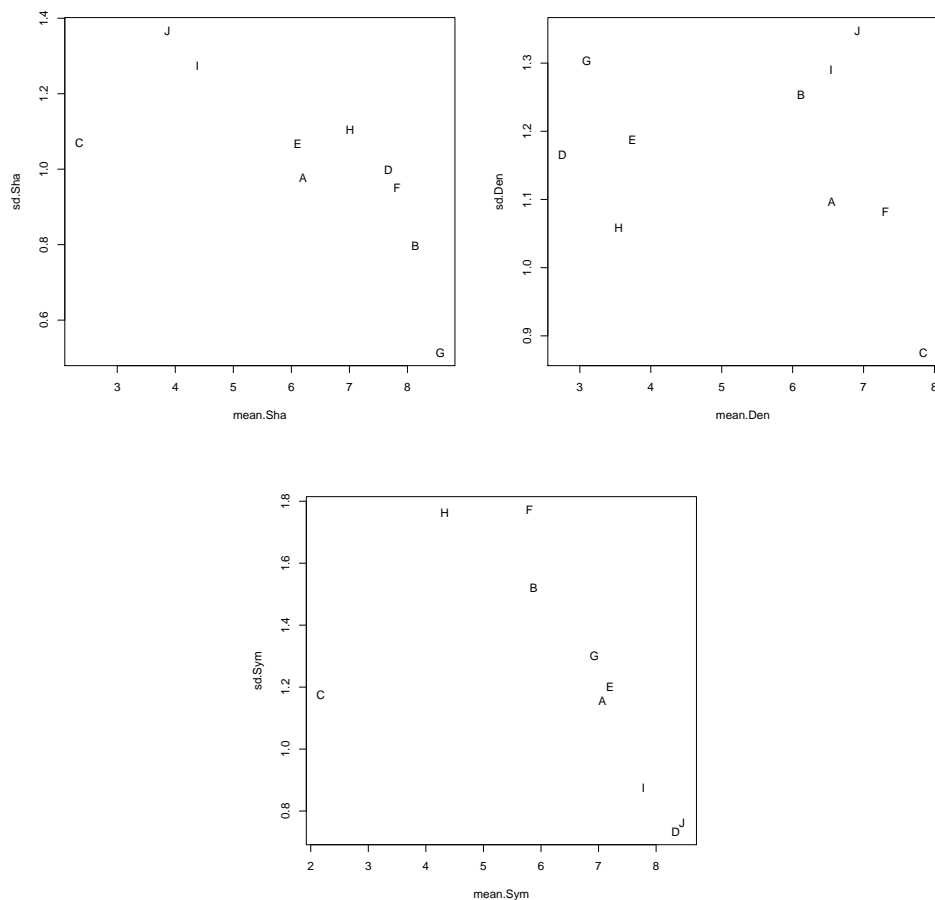 sd.Sha
1.4
1.2
1.0
0.8
0.6
J
I
C
H
E
A
D
F
B
G
3 4 5 6 7 8
mean.Sha
sd.Den
1.3
1.2
1.1
1.0
0.9
J
G
I
B
E
D
A
F
H
C
3 4 5 6 7 8
mean.Den
sd.Sym
1.8
1.6
1.4
1.2
1.0
0.8
H
F
B
G
E
C
A
I
J
D
2 3 4 5 6 7 8
mean.Sym